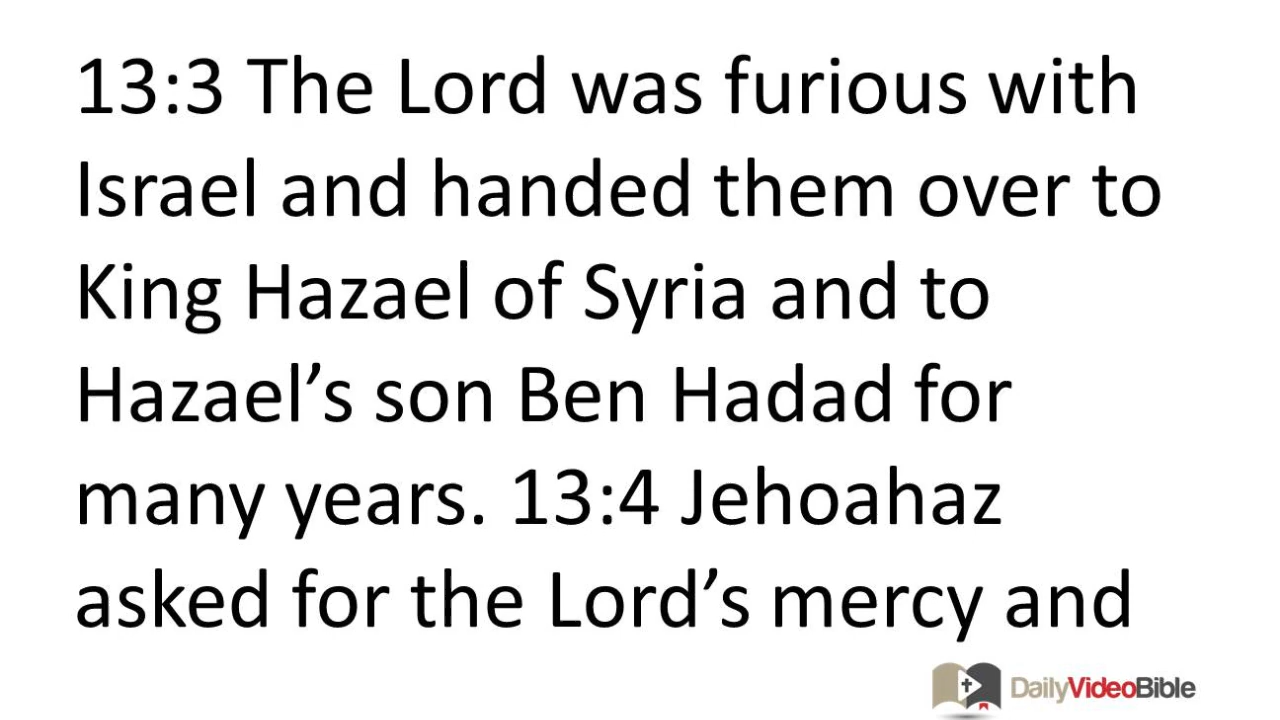 13:3 The Lord was furious with
Israel and handed them over to
King Hazael of Syria and to
Hazael’s son Ben Hadad for
many years. 13:4 Jehoahaz
asked for the Lord’s mercy and
DailyVideoBible